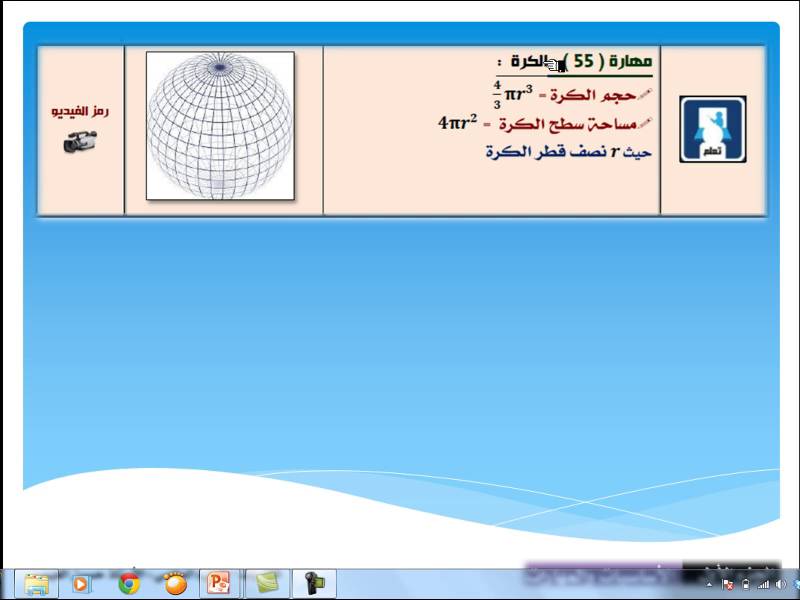 مهارة ( 55 ) الكرة :
حجم الكرة = $\frac{4}{3}\pi r^3$
مساحة سطح الكرة = $4\pi r^2$
حيث r نصف قطر الكرة
تعلم
رمز الفيديو